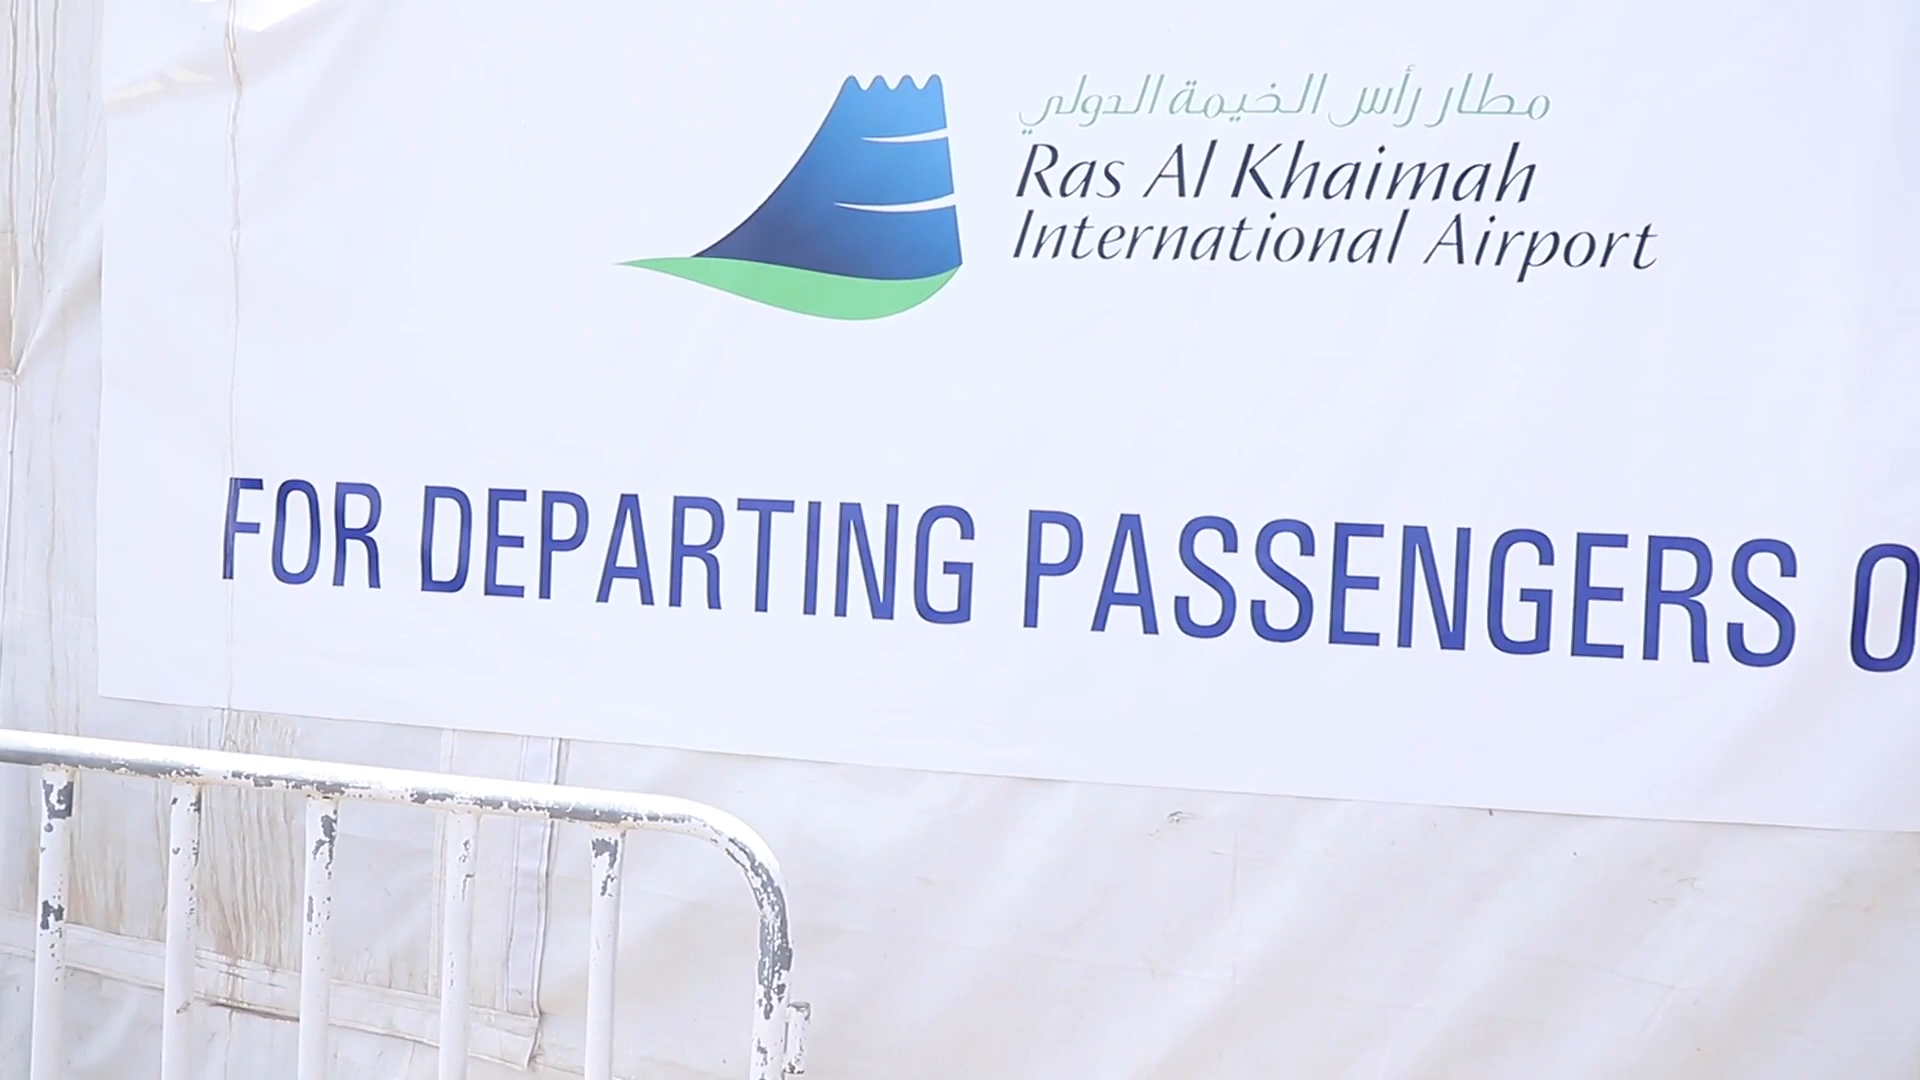 مطار رأس الخيمة الدولي
Ras Al Khaimah
International Airport
FOR DEPARTING PASSENGERS